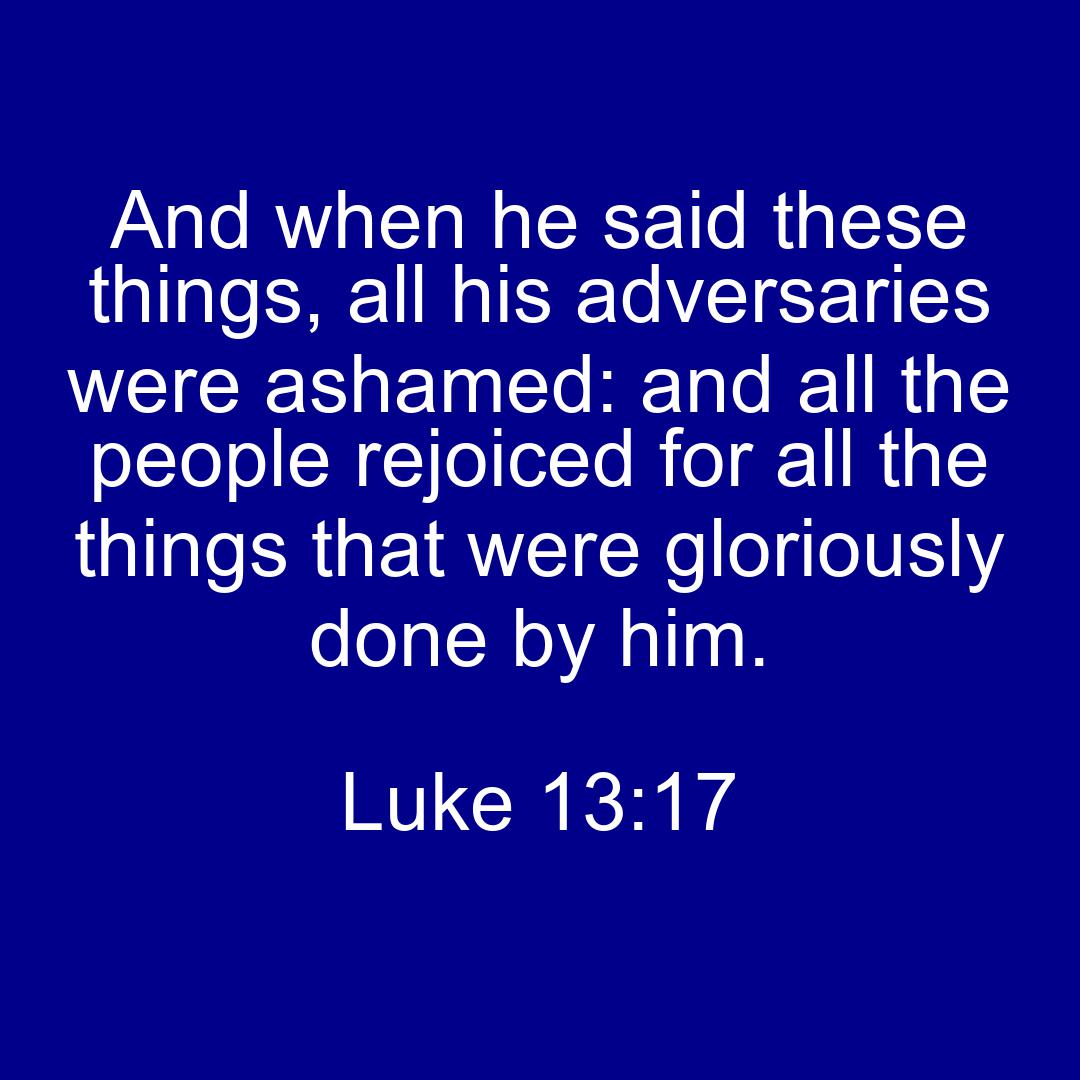 And when he said these
things, all his adversaries
were ashamed: and all the
people rejoiced for all the
things that were gloriously
done by him.
Luke 13:17